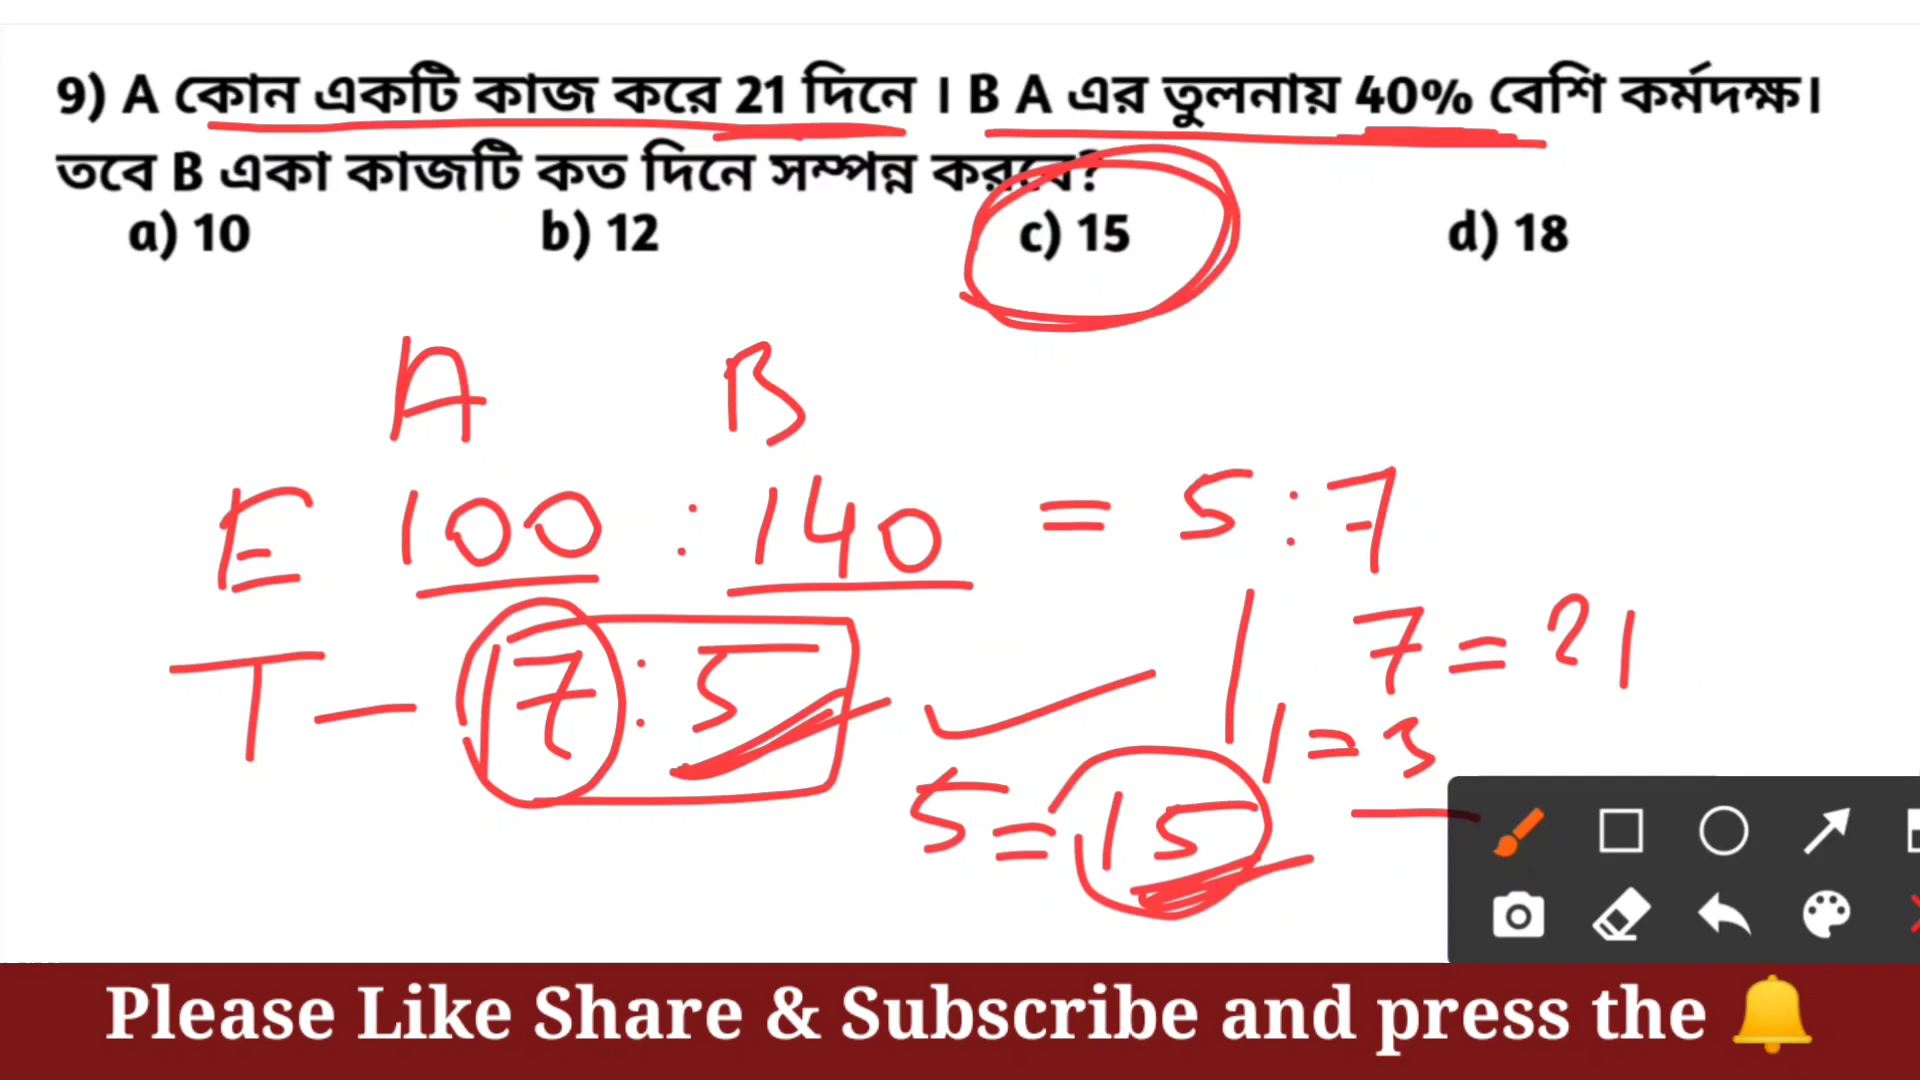 9) A কোন একটি কাজ করে 21 দিনে । B A এর তুলনায় 40% বেশি কর্মদক্ষ।
তবে B একা কাজটি কত দিনে সম্পন্ন করবে?
a) 10 b) 12 c) 15 d) 18
A B
E 100 : 140 = 5:7
T - 7 : 5 7 = 21
1 = 3
5 = 15
Please Like Share & Subscribe and press the